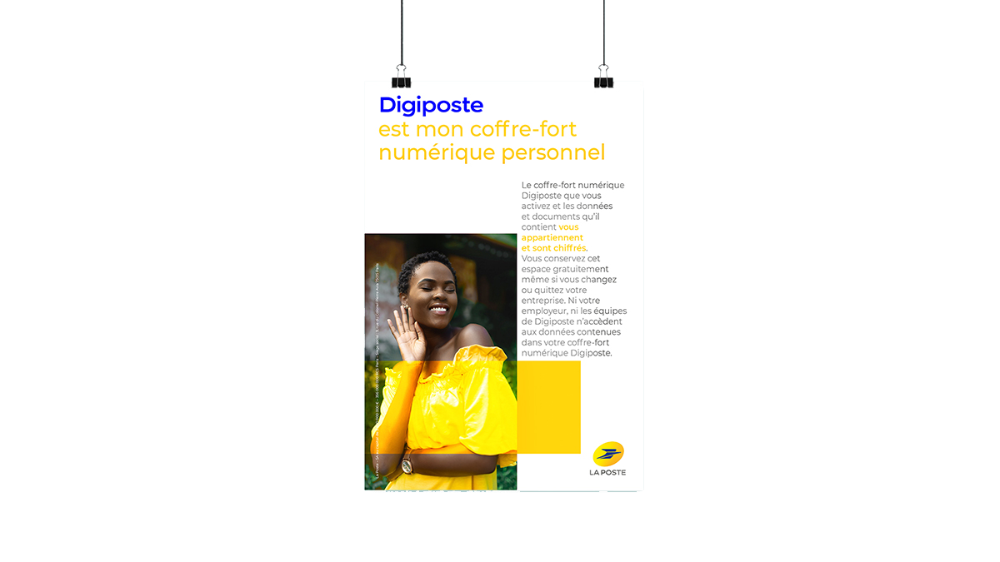 Digiposte
est mon coffre-fort
numérique personnel
Le coffre-fort numérique
Digiposte que vous
activez et les données
et documents qu’il
contient vous
appartiennent
et sont chiffrés.
Vous conservez cet
espace gratuitement
même si vous changez
ou quittez votre
entreprise. Ni votre
employeur, ni les équipes
de Digiposte n’accèdent
aux données contenues
dans votre coffre-fort
numérique Digiposte.
LA POSTE